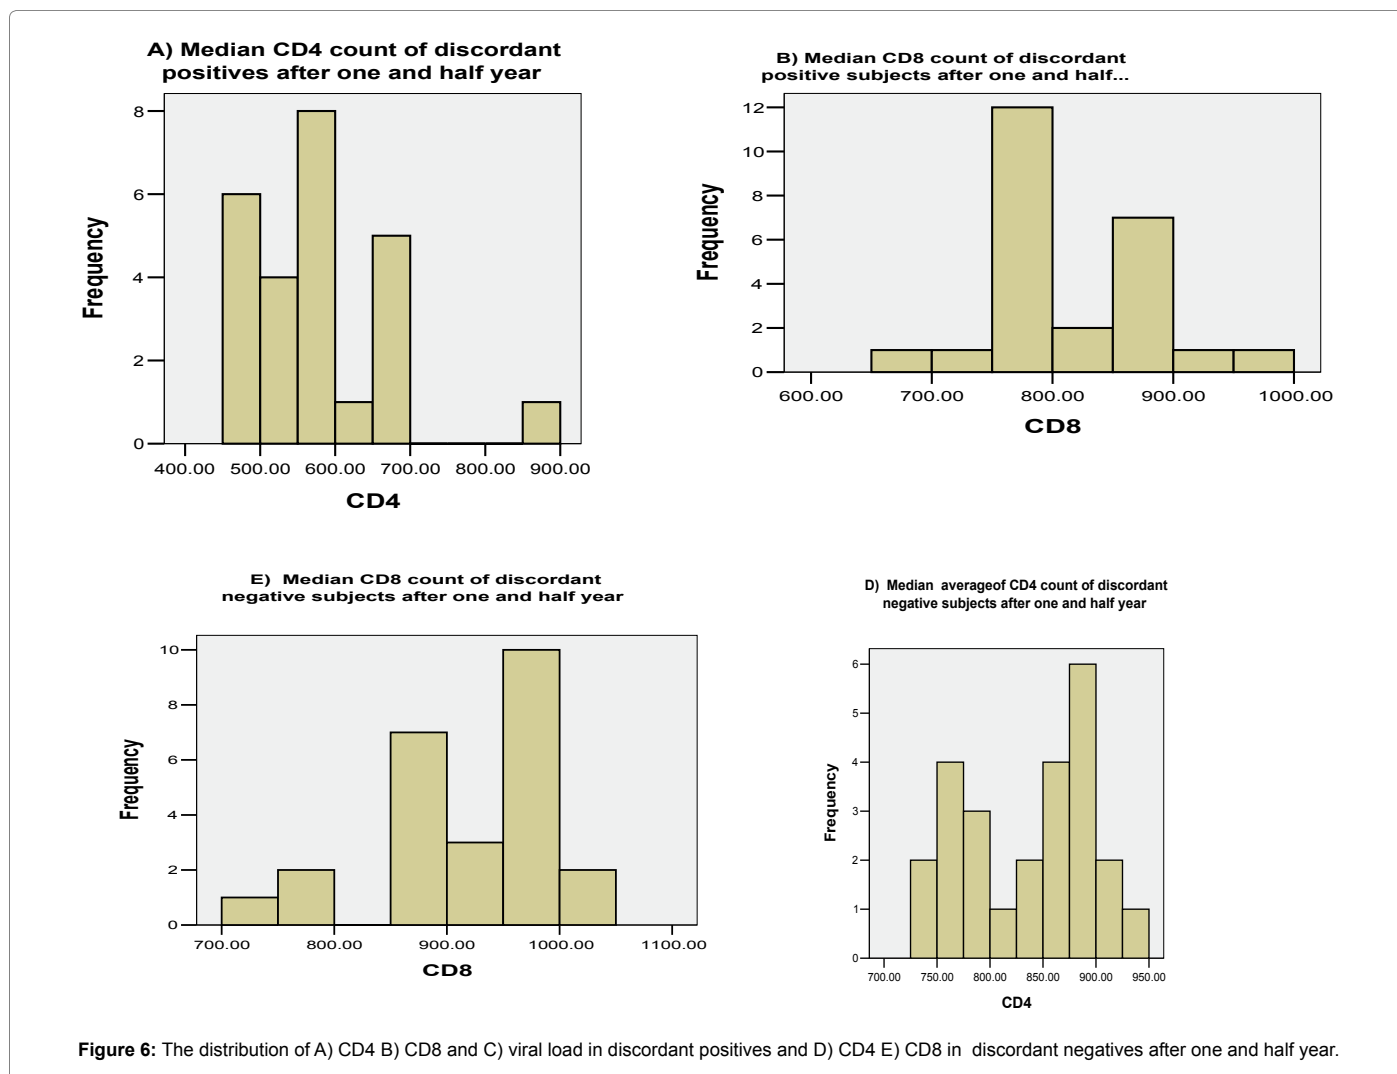 A) Median CD4 count of discordant
positives after one and half year
8
6
4
2
0
Frequency
400.00 500.00 600.00 700.00 800.00 900.00
CD4
B) Median CD8 count of discordant
positive subjects after one and half...
12
10
8
6
4
2
0
Frequency
600.00 700.00 800.00 900.00 1000.00
CD8
E) Median CD8 count of discordant
negative subjects after one and half year
10
8
6
4
2
0
Frequency
700.00 800.00 900.00 1000.00 1100.00
CD8
D) Median averageof CD4 count of discordant
negative subjects after one and half year
6
5
4
3
2
1
0
Frequency
700.00 750.00 800.00 850.00 900.00 950.00
CD4
Figure 6: The distribution of A) CD4 B) CD8 and C) viral load in discordant positives and D) CD4 E) CD8 in discordant negatives after one and half year.